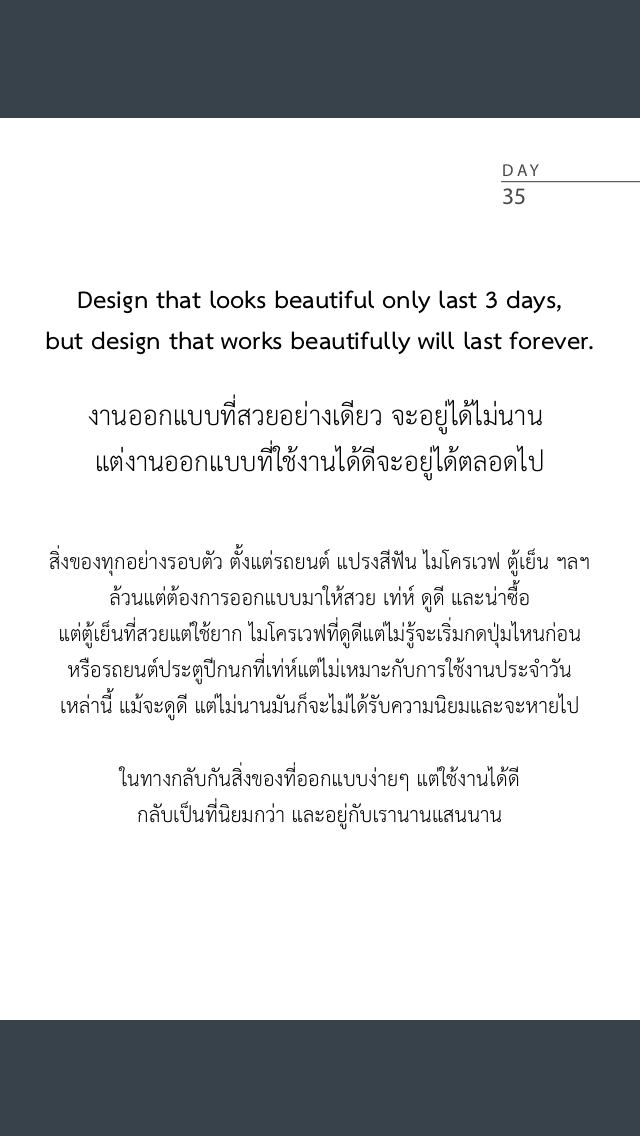 DAY
35
Design that looks beautiful only last 3 days,
but design that works beautifully will last forever.
งานออกแบบที่สวยอย่างเดียว จะอยู่ได้ไม่นาน
แต่งานออกแบบที่ใช้งานได้ดีจะอยู่ได้ตลอดไป
สิ่งของทุกอย่างรอบตัว ตั้งแต่รถยนต์ แปรงสีฟัน ไมโครเวฟ ตู้เย็น ฯลฯ
ล้วนแต่ต้องการออกแบบมาให้สวย เท่ห์ ดูดี และน่าซื้อ
แต่ตู้เย็นที่สวยแต่ใช้ยาก ไมโครเวฟที่ดูดีแต่ไม่รู้จะเริ่มกดปุ่มไหนก่อน
หรือรถยนต์ประตูปีกนกที่เท่ห์แต่ไม่เหมาะกับการใช้งานประจำวัน
เหล่านี้ แม้จะดูดี แต่ไม่นานมันก็จะไม่ได้รับความนิยมและจะหายไป
ในทางกลับกันสิ่งของที่ออกแบบง่ายๆ แต่ใช้งานได้ดี
กลับเป็นที่นิยมกว่า และอยู่กับเรานานแสนนาน